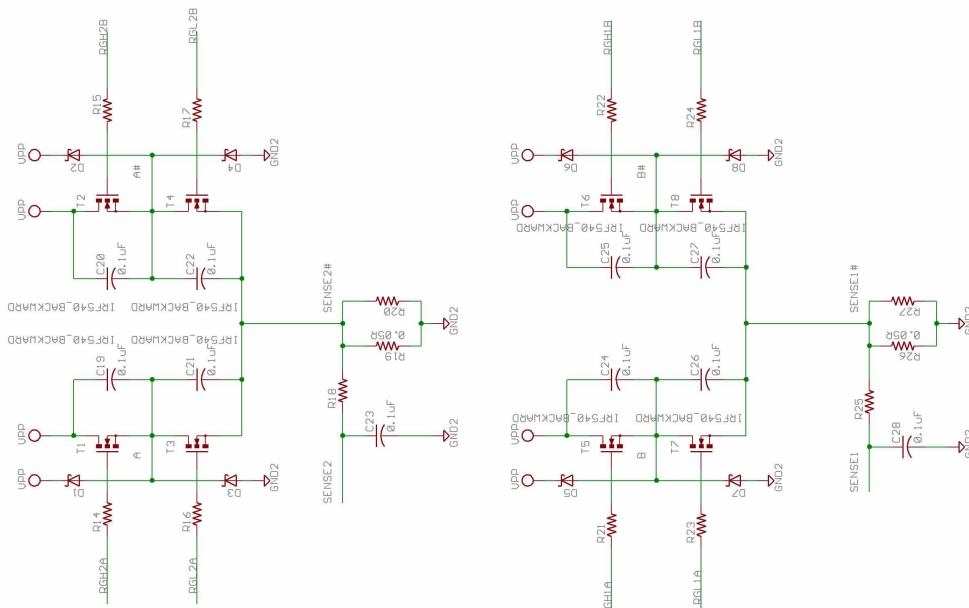 RGH2B
RGL2B
R15
R17
VPP
D2
A#
D4
GND2
VPP
T2
T4
C20
0.1uF
C22
0.1uF
IRF540_BACKWARD
IRF540_BACKWARD
IRF540_BACKWARD
IRF540_BACKWARD
C19
0.1uF
C21
0.1uF
VPP
T1
A
T3
VPP
D1
D3
GND2
R14
R16
RGH2A
RGL2A
SENSE2#
R20
0.05R
R19
GND2
R18
C23
0.1uF
GND2
SENSE2
RGH1B
RGL1B
R22
R24
VPP
D6
B#
D8
GND2
VPP
T6
T8
IRF540_BACKWARD
IRF540_BACKWARD
C25
0.1uF
C27
0.1uF
C24
0.1uF
C26
0.1uF
IRF540_BACKWARD
IRF540_BACKWARD
VPP
T5
B
T7
VPP
D5
D7
GND2
R21
R23
RGH1A
RGL1A
SENSE1#
R27
0.05R
R26
GND2
R25
C28
0.1uF
GND2
SENSE1